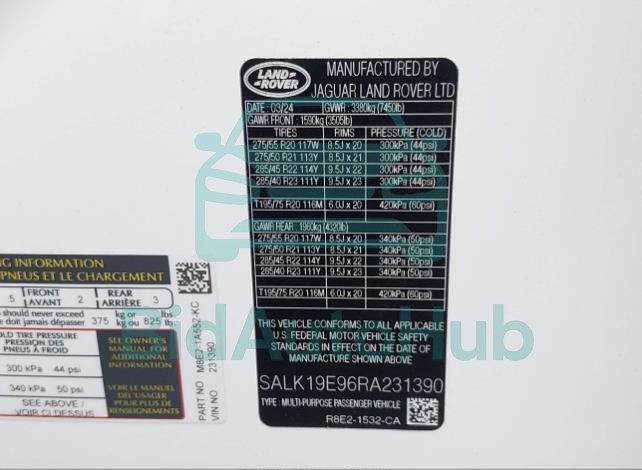 LAND ROVER
MANUFACTURED BY
JAGUAR LAND ROVER LTD
DATE : 03/24 GVWR : 3380kg (7450lb)
GAWR FRONT : 1590kg (3505lb)
TIRES RIMS PRESSURE (COLD)
275/55 R20 117W 8.5J x 20 300kPa (44psi)
275/50 R21 113Y 8.5J x 21 300kPa (44psi)
285/45 R22 114Y 9.5J x 22 300kPa (44psi)
285/40 R23 111Y 9.5J x 23 300kPa (44psi)
T195/75 R20 116M 6.0J x 20 420kPa (60psi)
GAWR REAR : 1960kg (4320lb)
275/55 R20 117W 8.5J x 20 340kPa (50psi)
275/50 R21 113Y 8.5J x 21 340kPa (50psi)
285/45 R22 114Y 9.5J x 22 340kPa (50psi)
285/40 R23 111Y 9.5J x 23 340kPa (50psi)
T195/75 R20 116M 6.0J x 20 420kPa (60psi)
THIS VEHICLE CONFORMS TO ALL APPLICABLE
U.S. FEDERAL MOTOR VEHICLE SAFETY
STANDARDS IN EFFECT ON THE DATE OF
MANUFACTURE SHOWN ABOVE.
SALK19E96RA231390
TYPE : MULTI-PURPOSE PASSENGER VEHICLE
R8E2-1532-CA
BidAutoHub
NG INFORMATION
PNEUS ET LE CHARGEMENT
5 FRONT AVANT 2 REAR ARRIÈRE 3
should never exceed
e doit jamais dépasser 375 kg or kg ou 825 lbs. lb.
LD TIRE PRESSURE
PRESSION DES
PNEUS À FROID
300 kPa 44 psi
340 kPa 50 psi
SEE ABOVE /
VOIR CI DESSUS
SEE OWNER'S
MANUAL FOR
ADDITIONAL
INFORMATION
VOIR LE MANUEL
DE L'USAGER
POUR PLUS DE
RENSEIGNEMENTS
PART NO : M8E2-1A552-KC
VIN NO : 231390